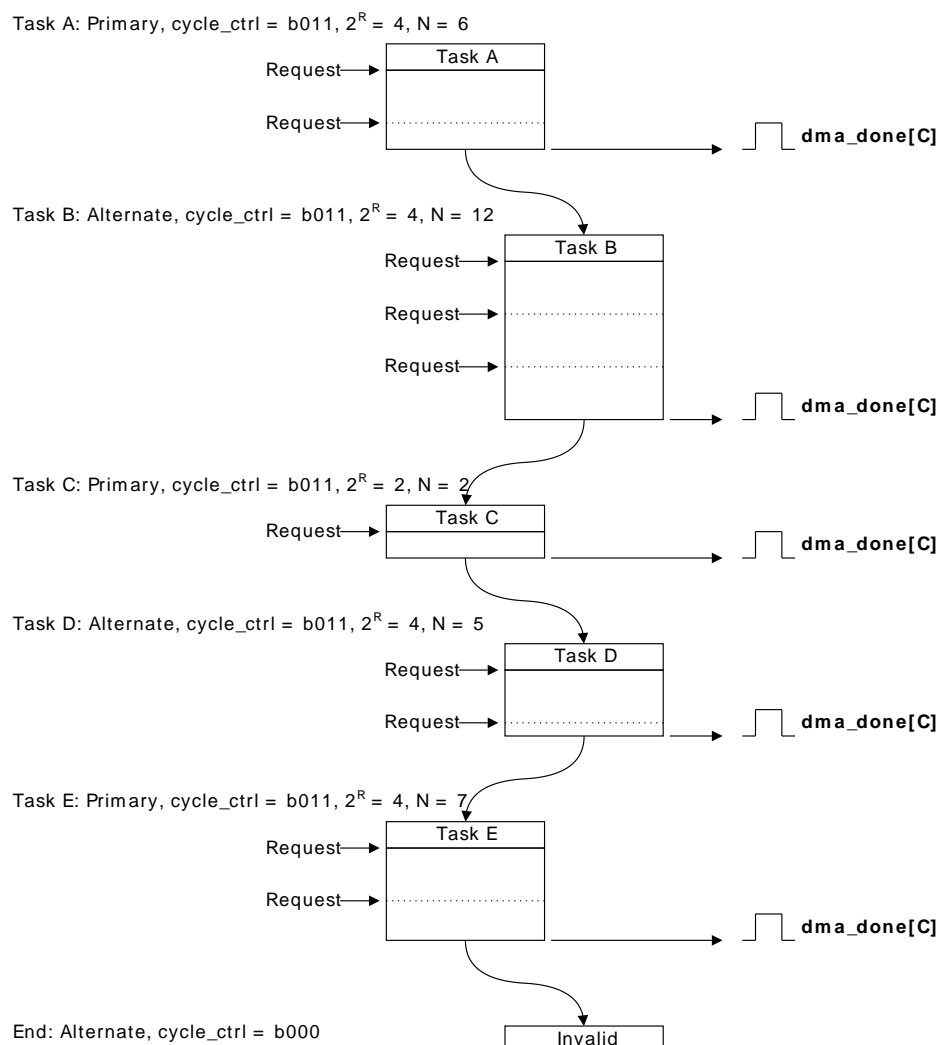 Task A: Primary, cycle_ctrl = b011, 2^R = 4, N = 6
Task A
Request
Request
dma_done[C]
Task B: Alternate, cycle_ctrl = b011, 2^R = 4, N = 12
Task B
Request
Request
Request
dma_done[C]
Task C: Primary, cycle_ctrl = b011, 2^R = 2, N = 2
Task C
Request
dma_done[C]
Task D: Alternate, cycle_ctrl = b011, 2^R = 4, N = 5
Task D
Request
Request
dma_done[C]
Task E: Primary, cycle_ctrl = b011, 2^R = 4, N = 7
Task E
Request
Request
dma_done[C]
End: Alternate, cycle_ctrl = b000
Invalid